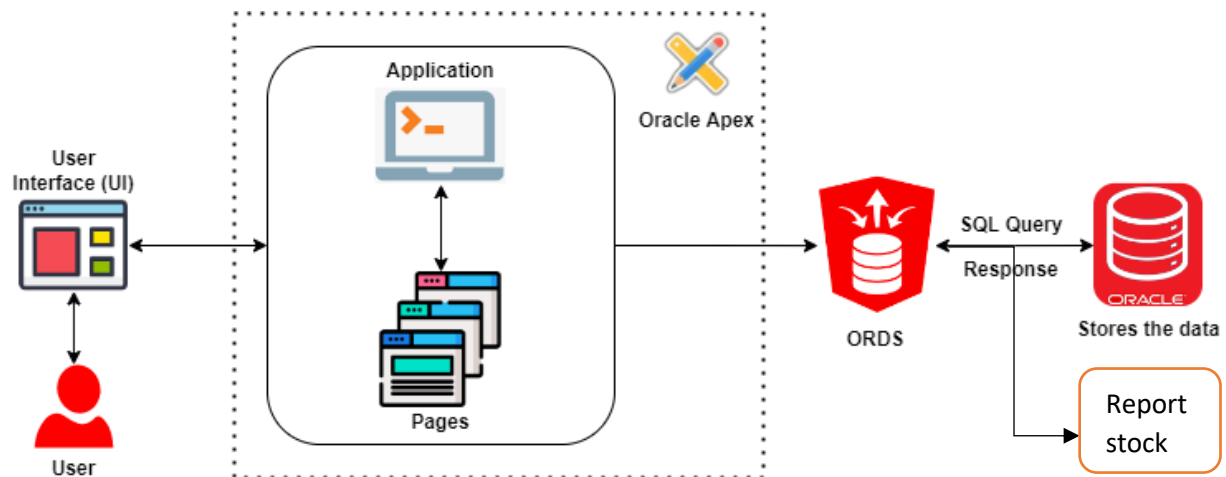 Application
Oracle Apex
User
Interface (UI)
SQL Query
Response
ORACLE
ORDS
Stores the data
Pages
User
Report
stock